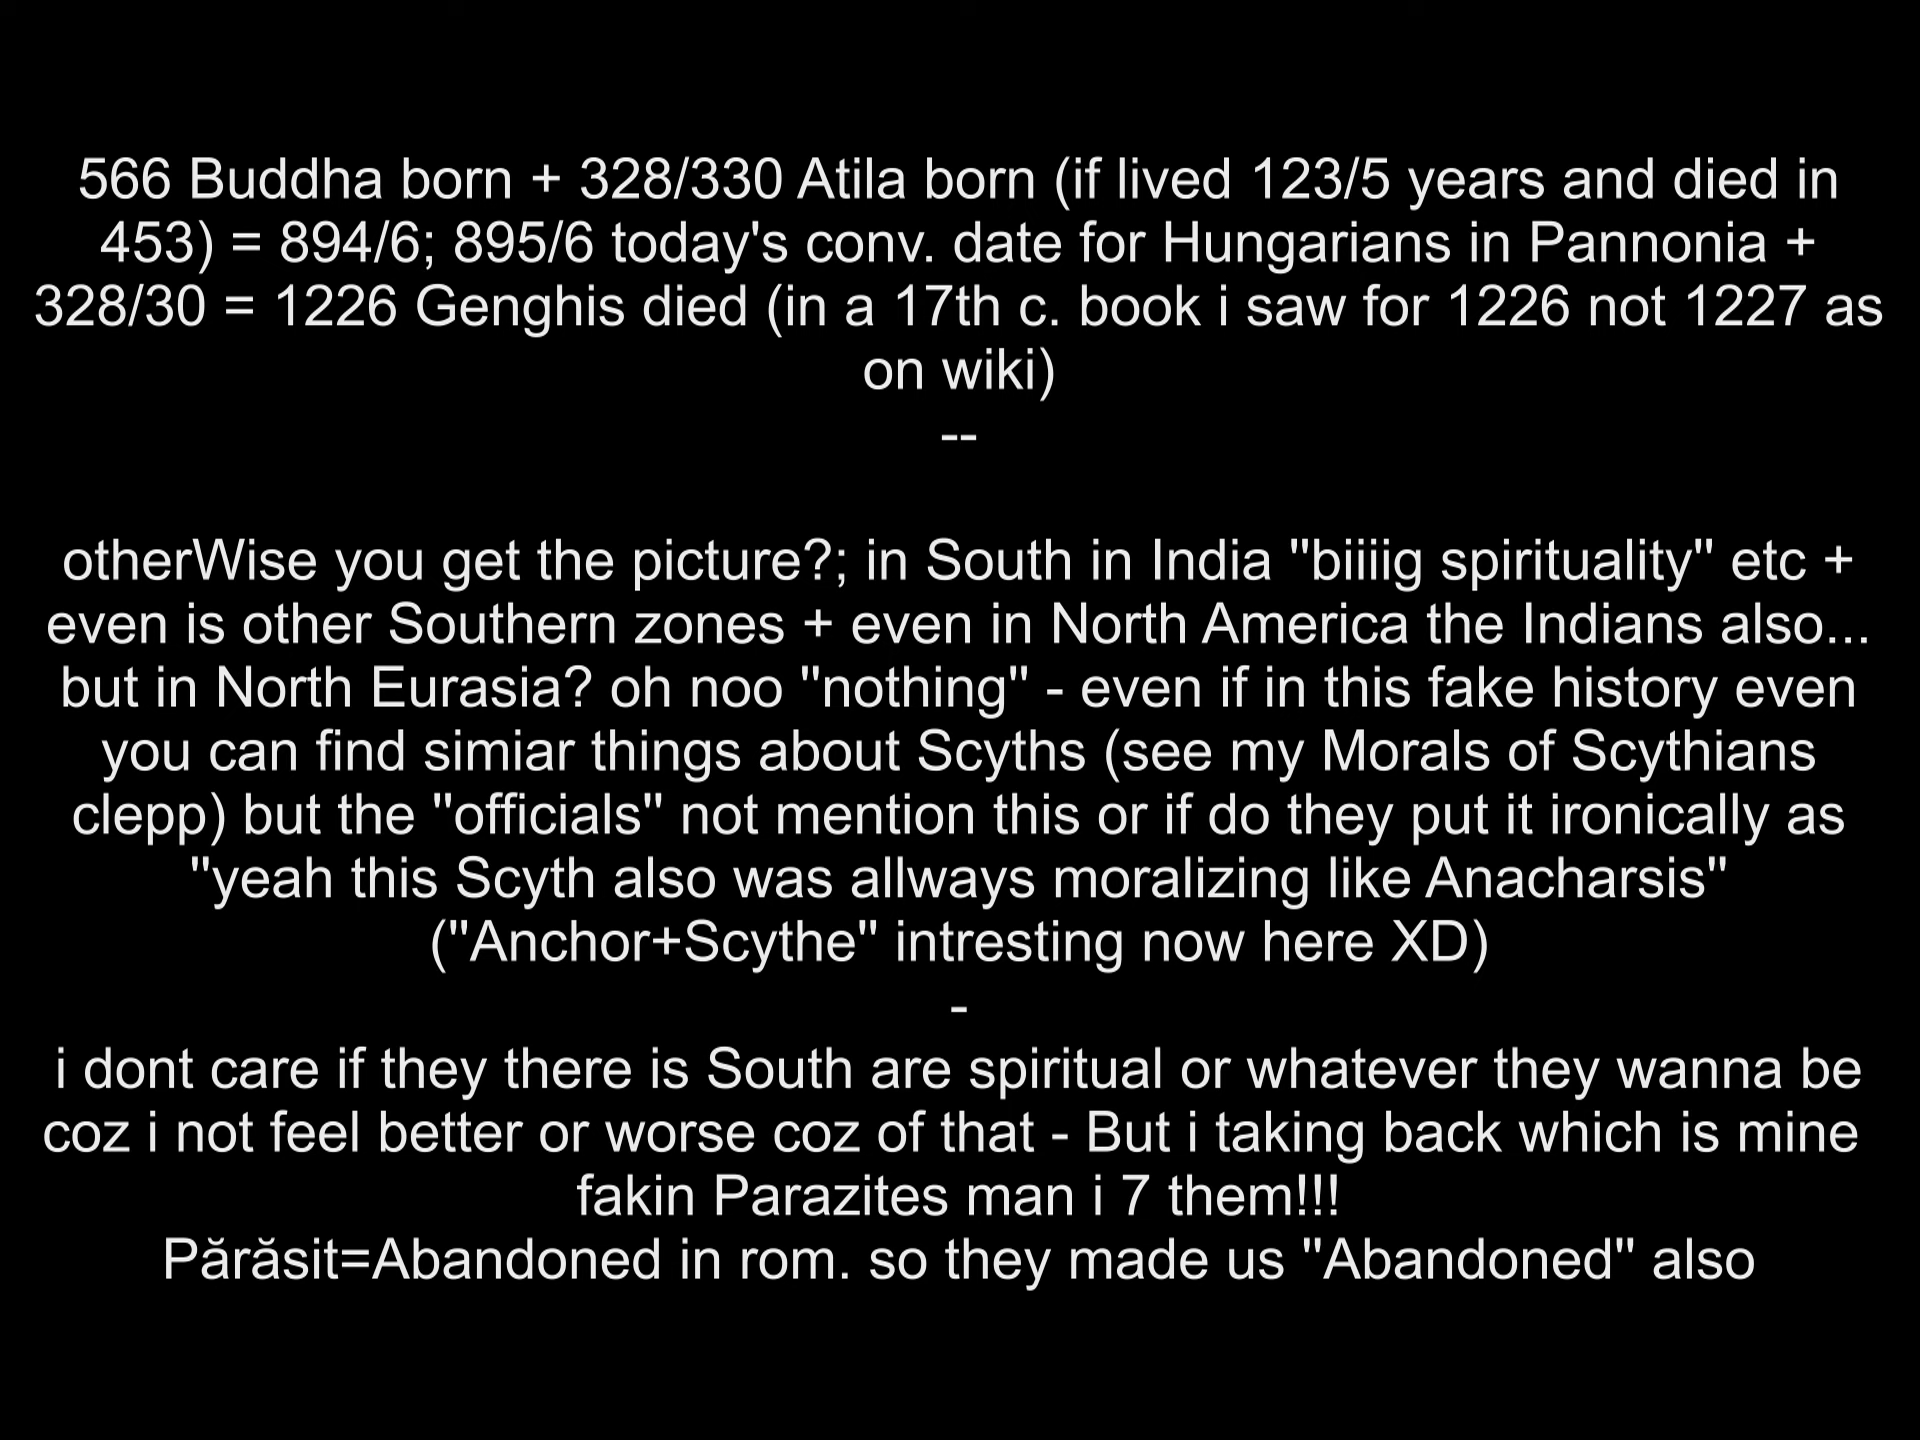 566 Buddha born + 328/330 Atila born (if lived 123/5 years and died in
453) = 894/6; 895/6 today's conv. date for Hungarians in Pannonia +
328/30 = 1226 Genghis died (in a 17th c. book i saw for 1226 not 1227 as
on wiki)
--
otherWise you get the picture?; in South in India "biiiig spirituality" etc +
even is other Southern zones + even in North America the Indians also...
but in North Eurasia? oh noo "nothing" - even if in this fake history even
you can find simiar things about Scyths (see my Morals of Scythians
clepp) but the "officials" not mention this or if do they put it ironically as
"yeah this Scyth also was allways moralizing like Anacharsis"
("Anchor+Scythe" intresting now here XD)
-
i dont care if they there is South are spiritual or whatever they wanna be
coz i not feel better or worse coz of that - But i taking back which is mine
fakin Parazites man i 7 them!!!
Părăsit=Abandoned in rom. so they made us "Abandoned" also